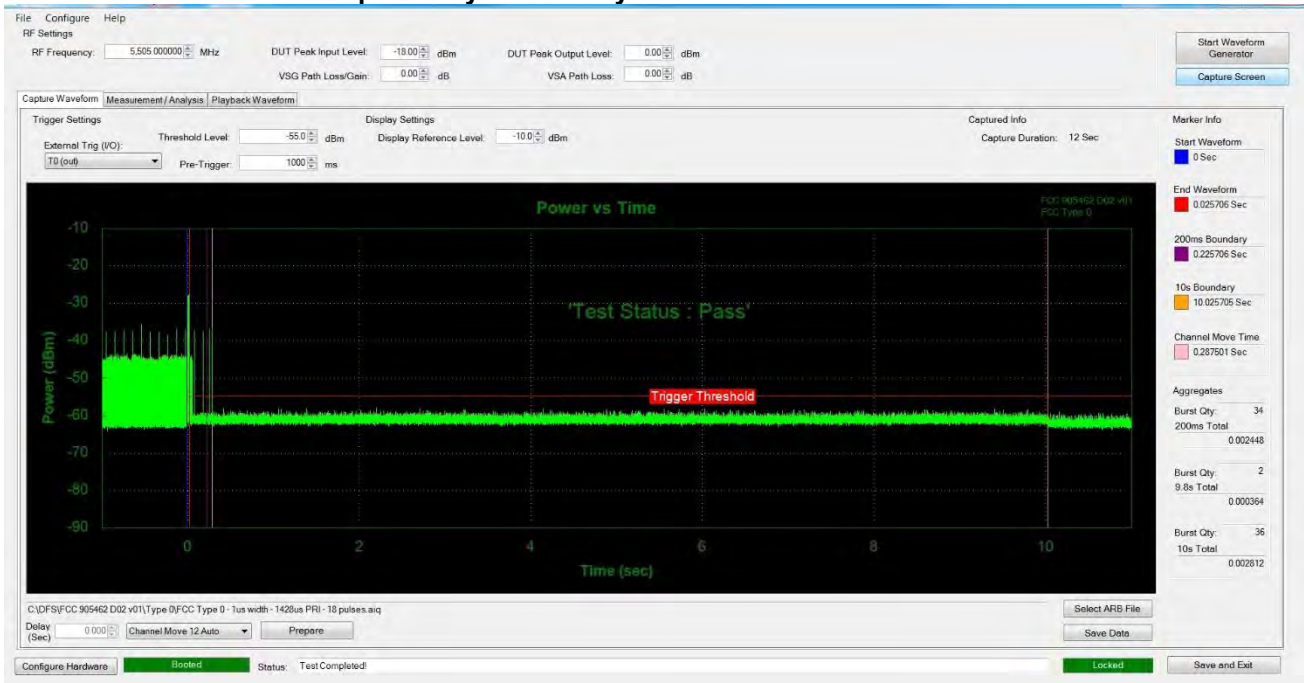 File Configure Help
RF Settings
RF Frequency: 5,505.000000 MHz DUT Peak Input Level: -18.00 dBm DUT Peak Output Level: 0.00 dBm
VSG Path Loss/Gain: 0.00 dB VSA Path Loss: 0.00 dB
Start Waveform Generator
Capture Screen
Capture Waveform Measurement / Analysis Playback Waveform
Trigger Settings
External Trig (I/O):
T0 (out)
Threshold Level: -55.0 dBm
Pre-Trigger: 1000 ms
Display Settings
Display Reference Level: -10.0 dBm
Captured Info
Capture Duration: 12 Sec
Marker Info
Start Waveform
0 Sec
End Waveform
0.025706 Sec
200ms Boundary
0.225706 Sec
10s Boundary
10.025705 Sec
Channel Move Time
0.287501 Sec
Aggregates
Burst Qty: 34
200ms Total
0.002448
Burst Qty: 2
9.8s Total
0.000364
Burst Qty: 36
10s Total
0.002812
Power vs Time
FCC 905462 D02 v01
FCC Type 0
'Test Status : Pass'
Trigger Threshold
Power (dBm)
-10
-20
-30
-40
-50
-60
-70
-80
-90
0 2 4 6 8 10
Time (sec)
C:\DFS\FCC 905462 D02 v01\Type 0\FCC Type 0 - 1us width - 1428us PRI - 18 pulses.aiq
Select ARB File
Delay (Sec) 0.000 Channel Move 12 Auto Prepare
Save Data
Configure Hardware Booted Status: Test Completed! Locked Save and Exit